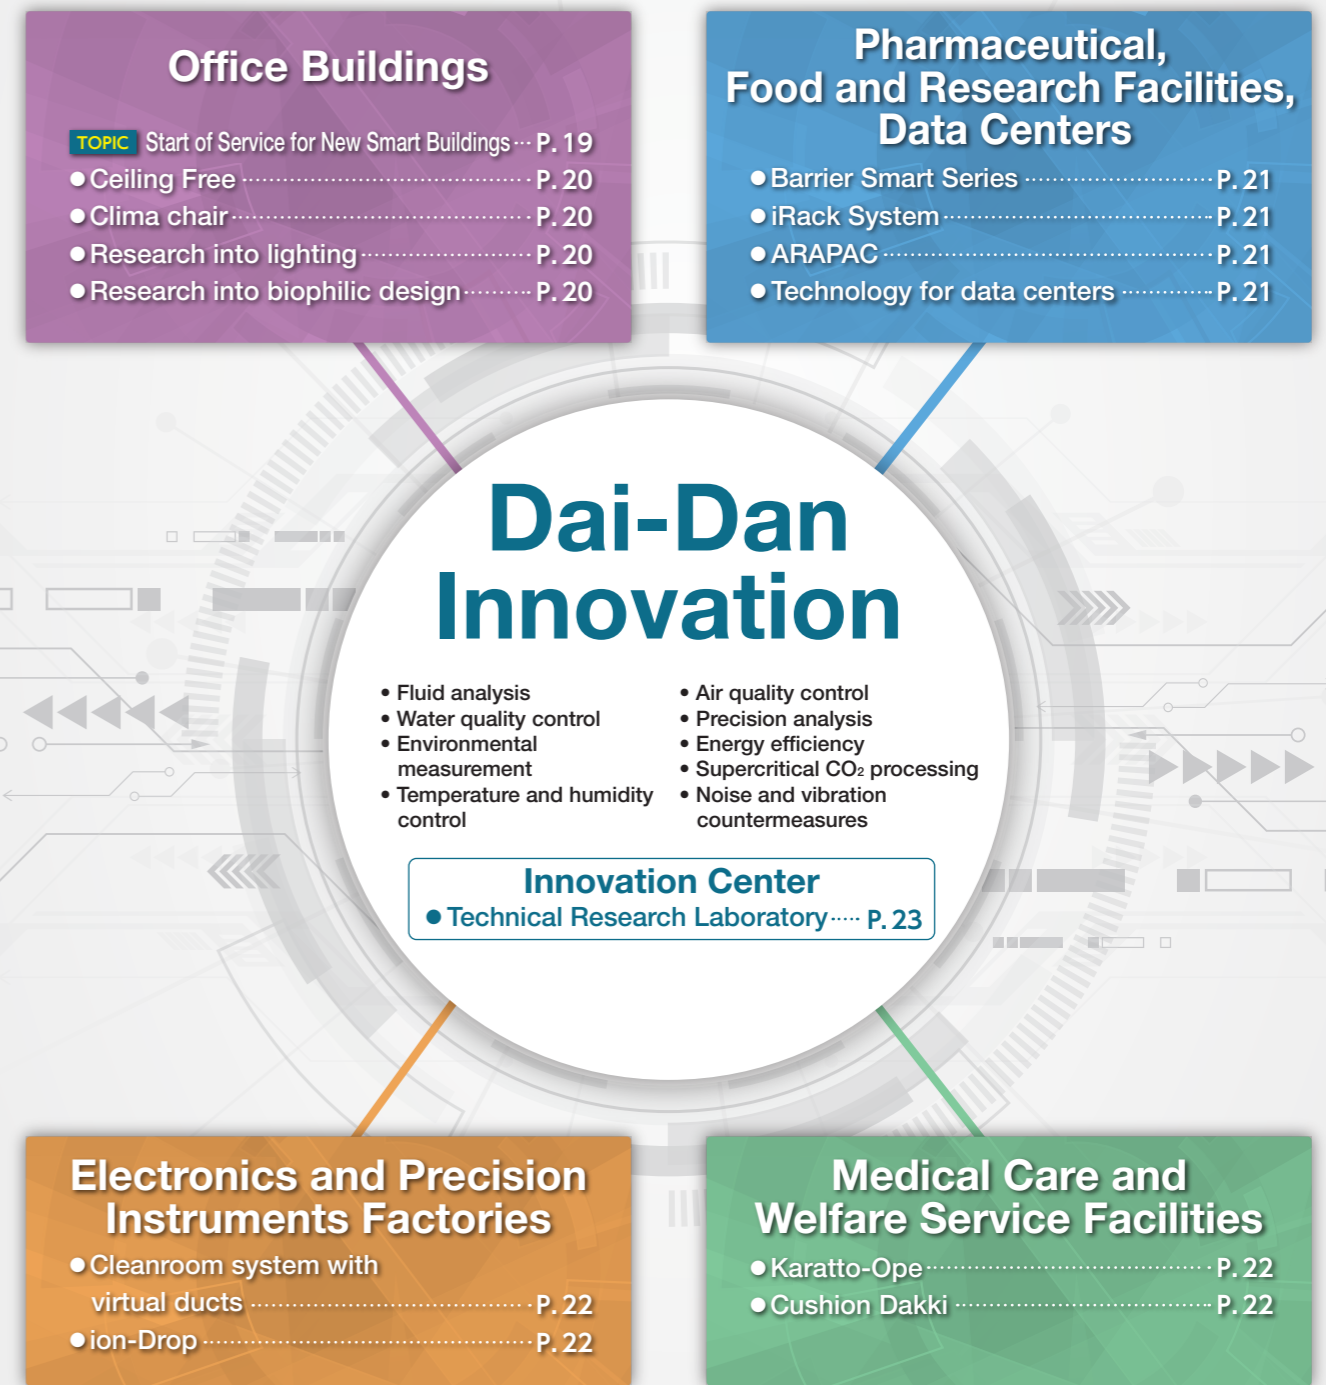 Office Buildings
TOPIC Start of Service for New Smart Buildings ··· P. 19
● Ceiling Free ··· P. 20
● Clima chair ··· P. 20
● Research into lighting ··· P. 20
● Research into biophilic design ··· P. 20
Pharmaceutical,
Food and Research Facilities,
Data Centers
● Barrier Smart Series ··· P. 21
● iRack System ··· P. 21
● ARAPAC ··· P. 21
● Technology for data centers ··· P. 21
Dai-Dan
Innovation
• Fluid analysis
• Water quality control
• Environmental
measurement
• Temperature and humidity
control
• Air quality control
• Precision analysis
• Energy efficiency
• Supercritical CO₂ processing
• Noise and vibration
countermeasures
Innovation Center
● Technical Research Laboratory ····· P. 23
Electronics and Precision
Instruments Factories
● Cleanroom system with
virtual ducts ··· P. 22
● ion-Drop ··· P. 22
Medical Care and
Welfare Service Facilities
● Karatto-Ope ··· P. 22
● Cushion Dakki ··· P. 22